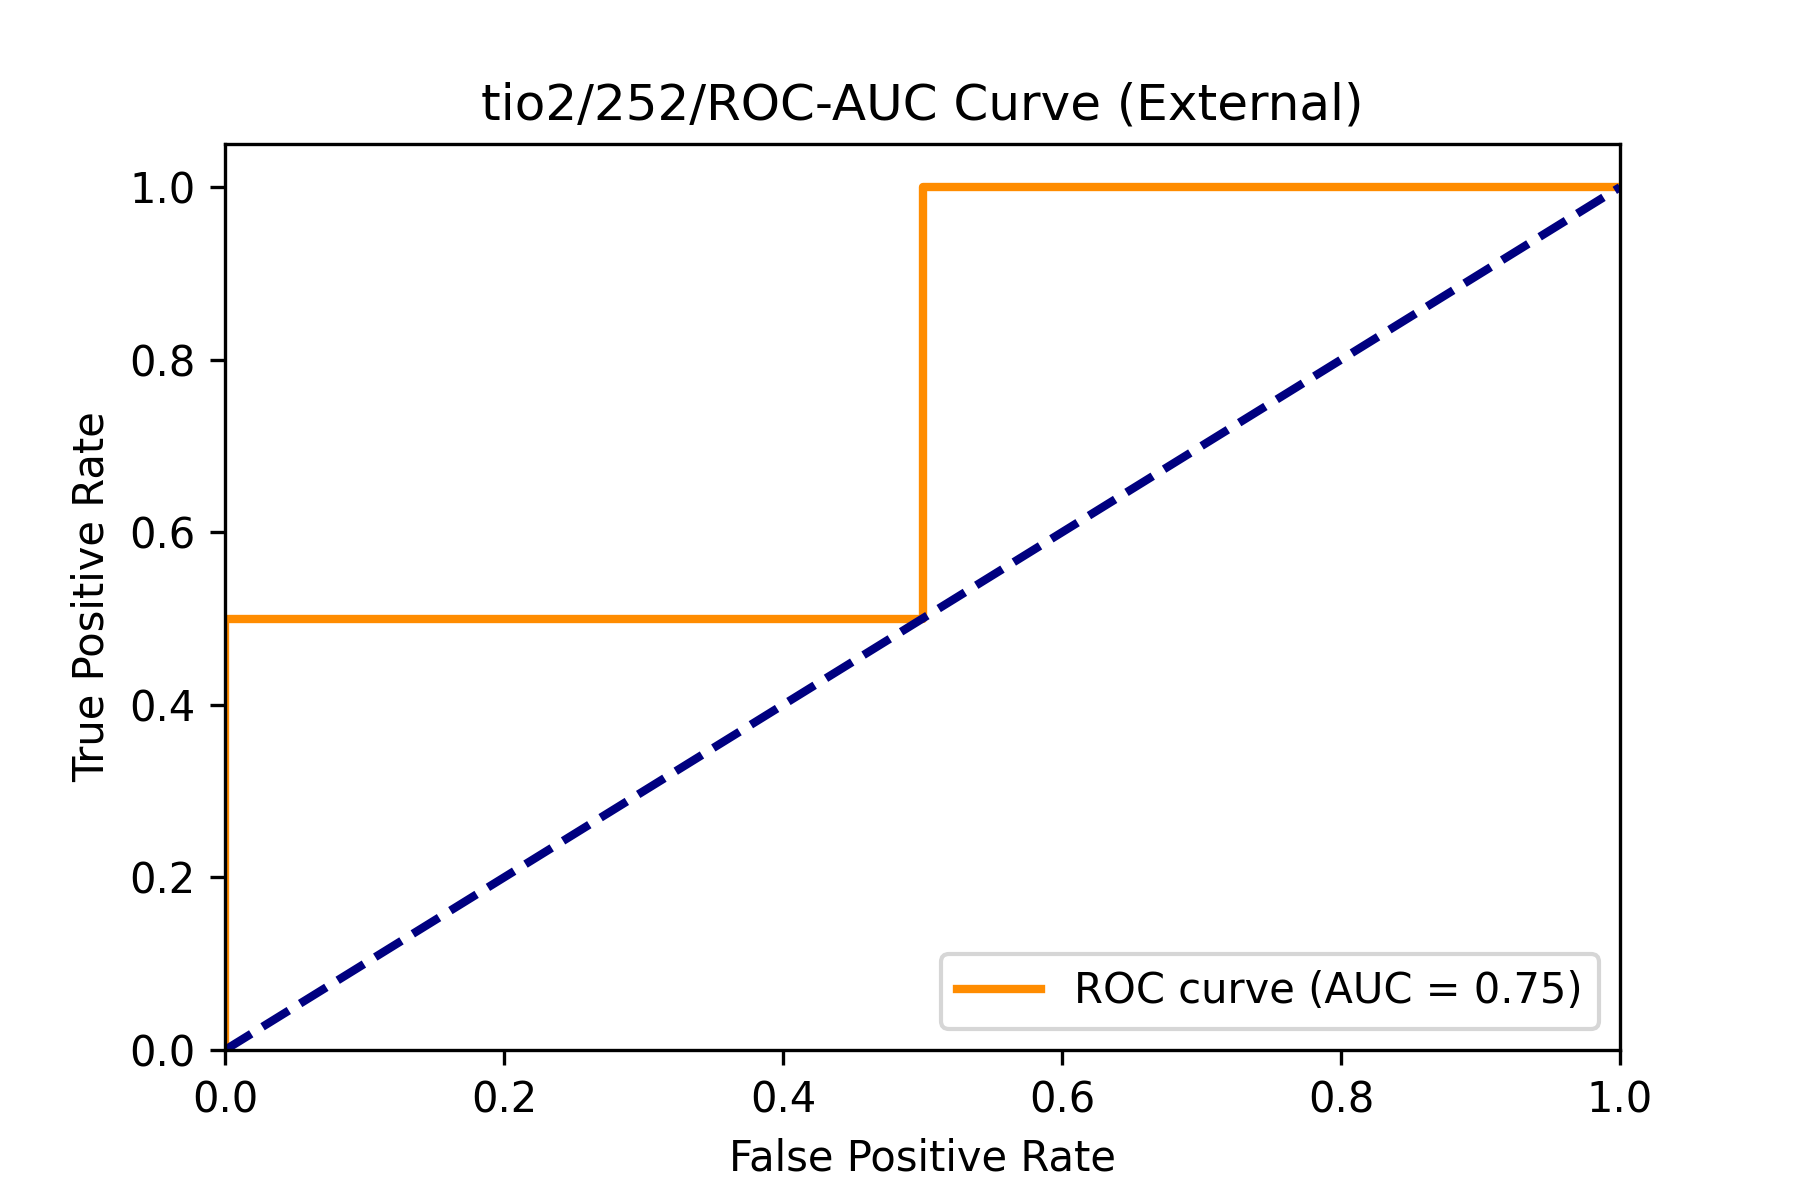 tio2/252/ROC-AUC Curve (External)
1.0
0.8
0.6
0.4
0.2
0.0
True Positive Rate
ROC curve (AUC = 0.75)
0.0 0.2 0.4 0.6 0.8 1.0
False Positive Rate